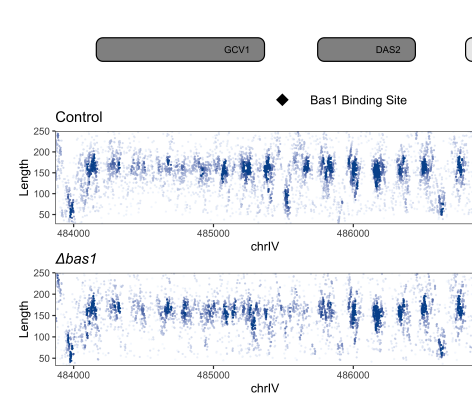 GCV1 DAS2
Bas1 Binding Site
Control
250
200
150
100
50
Length
484000 485000 486000
chrIV
Δbas1
250
200
150
100
50
Length
484000 485000 486000
chrIV